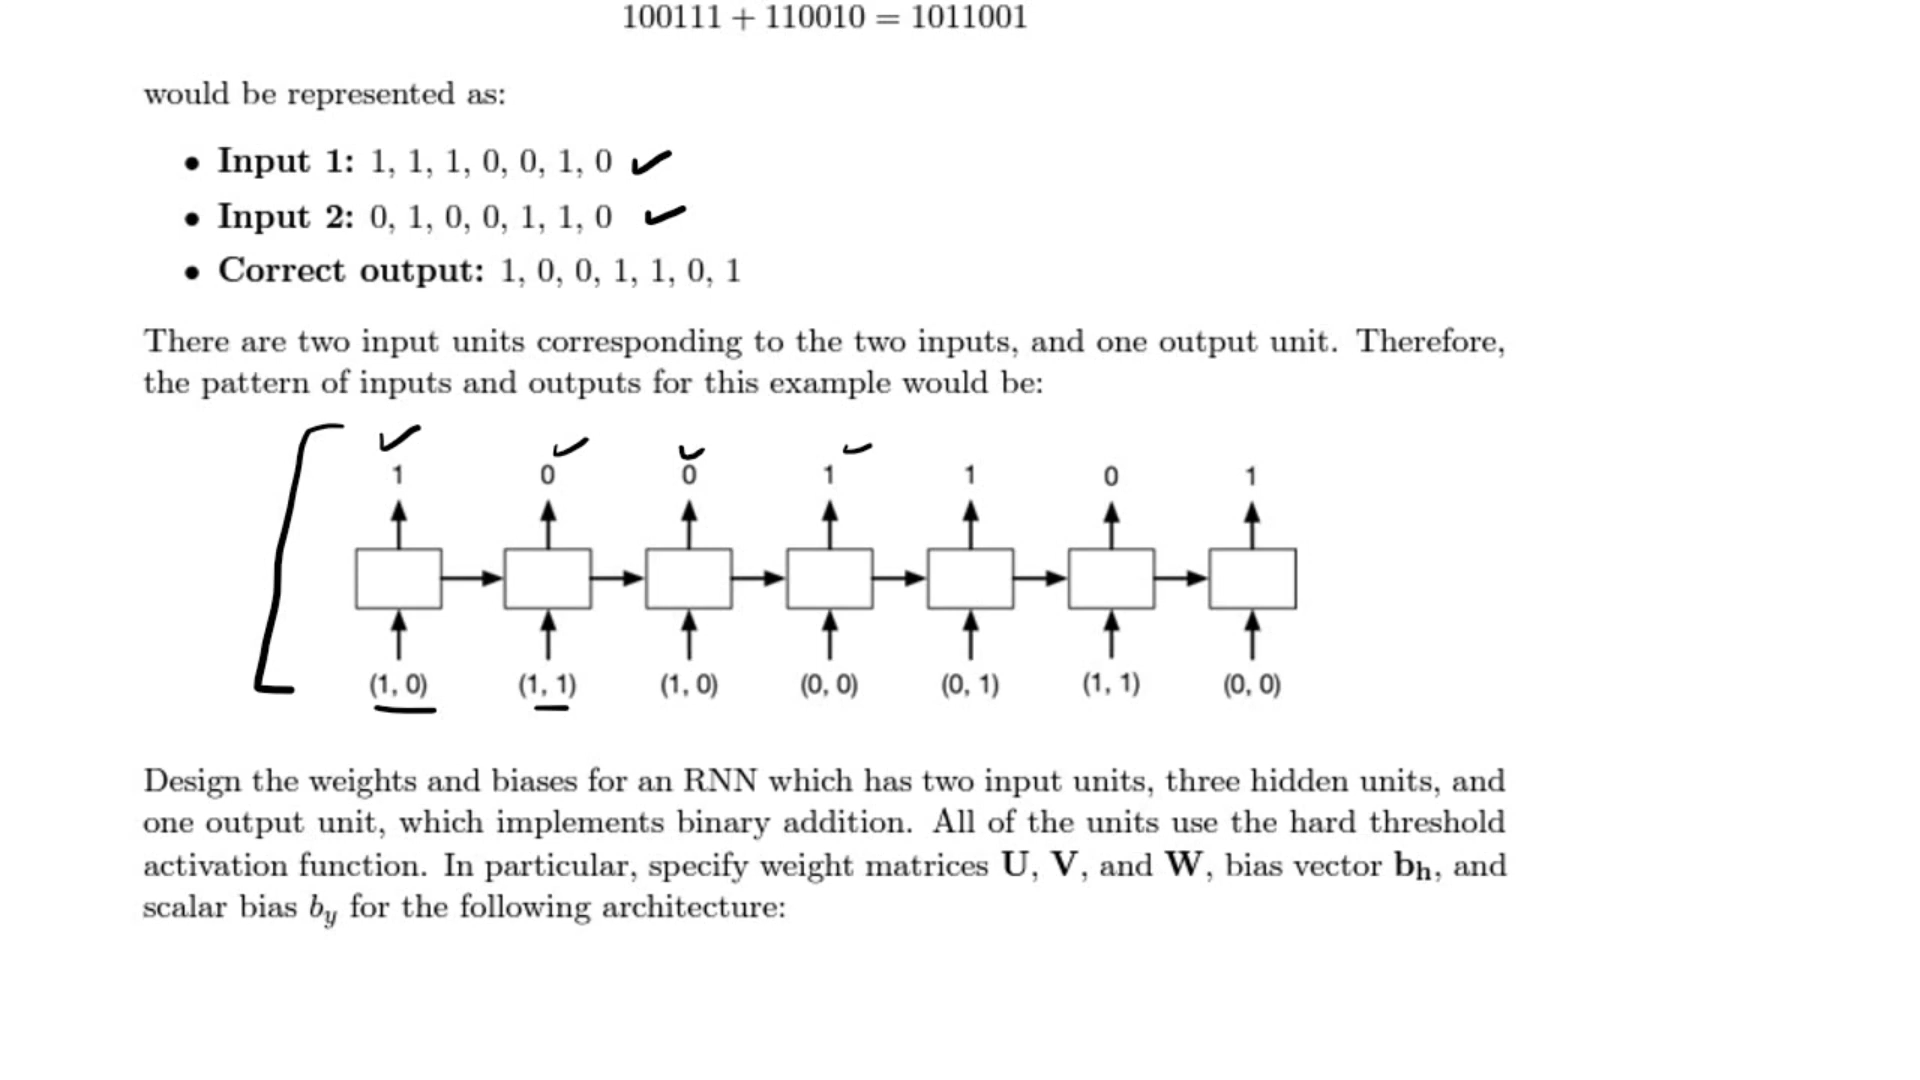 100111 + 110010 = 1011001
would be represented as:
• Input 1: 1, 1, 1, 0, 0, 1, 0
• Input 2: 0, 1, 0, 0, 1, 1, 0
• Correct output: 1, 0, 0, 1, 1, 0, 1
There are two input units corresponding to the two inputs, and one output unit. Therefore,
the pattern of inputs and outputs for this example would be:
1 0 0 1 1 0 1
(1, 0) (1, 1) (1, 0) (0, 0) (0, 1) (1, 1) (0, 0)
Design the weights and biases for an RNN which has two input units, three hidden units, and
one output unit, which implements binary addition. All of the units use the hard threshold
activation function. In particular, specify weight matrices U, V, and W, bias vector b_h, and
scalar bias b_y for the following architecture: